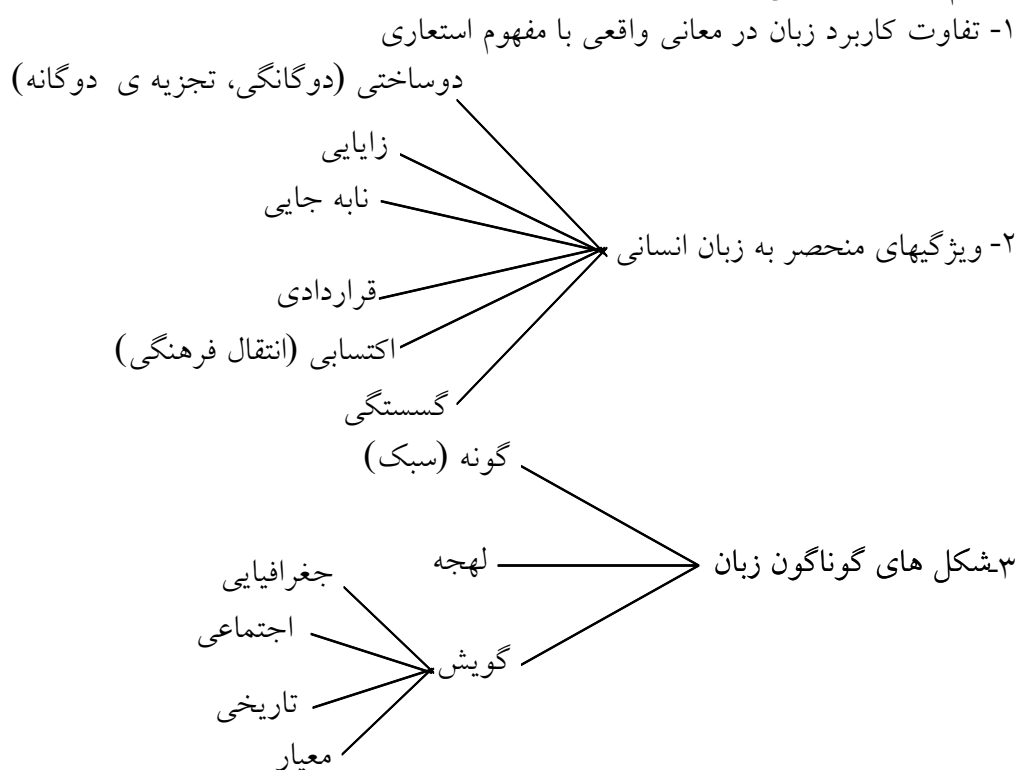 ۱- تفاوت کاربرد زبان در معانی واقعی با مفهوم استعاری
دوساختی (دوگانگی، تجزیه ی دوگانه)
زایایی
نابه جایی
۲- ویژگیهای منحصر به زبان انسانی
قراردادی
اکتسابی (انتقال فرهنگی)
گسستگی
گونه (سبک)
۳ـشکل های گوناگون زبان
لهجه
جغرافیایی
اجتماعی
گویش
تاریخی
معیار